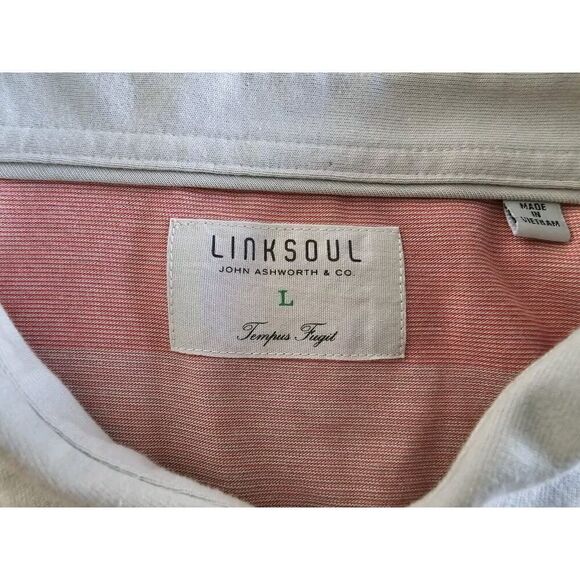 LINKSOUL
JOHN ASHWORTH & CO.
L
Tempus Fugit
MADE
IN
VIETNAM